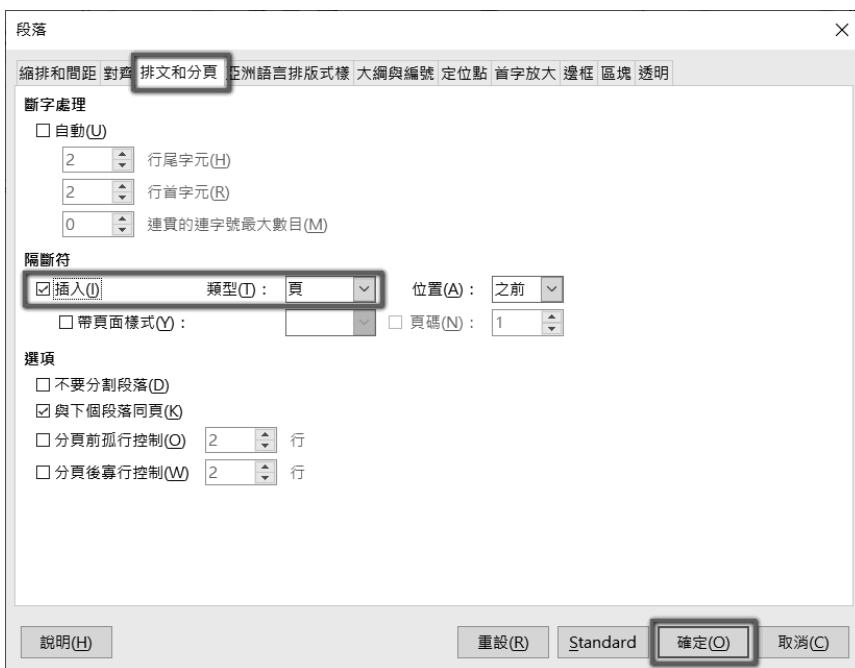 段落
縮排和間距 對齊 排文和分頁 亞洲語言排版式樣 大綱與編號 定位點 首字放大 邊框 區塊 透明
斷字處理
自動(U)
2 行尾字元(H)
2 行首字元(R)
0 連貫的連字號最大數目(M)
隔斷符
插入(I) 類型(T)： 頁 位置(A)： 之前
帶頁面樣式(Y)： 頁碼(N)： 1
選項
不要分割段落(D)
與下個段落同頁(K)
分頁前孤行控制(O) 2 行
分頁後寡行控制(W) 2 行
說明(H) 重設(R) Standard 確定(O) 取消(C)